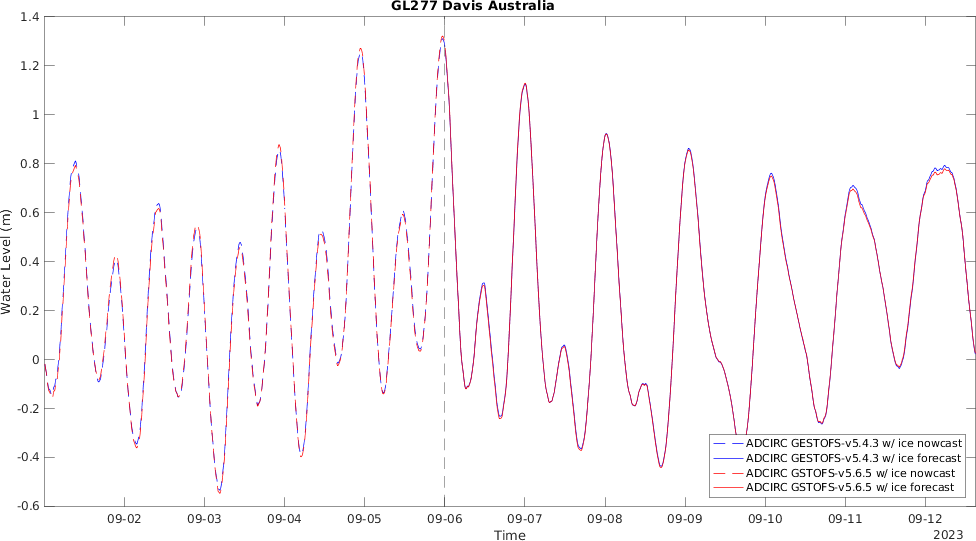 GL277 Davis Australia
1.4
1.2
1
0.8
0.6
0.4
0.2
0
-0.2
-0.4
-0.6
Water Level (m)
ADCIRC GESTOFS-v5.4.3 w/ ice nowcast
ADCIRC GESTOFS-v5.4.3 w/ ice forecast
ADCIRC GSTOFS-v5.6.5 w/ ice nowcast
ADCIRC GSTOFS-v5.6.5 w/ ice forecast
09-02 09-03 09-04 09-05 09-06 09-07 09-08 09-09 09-10 09-11 09-12
Time 2023